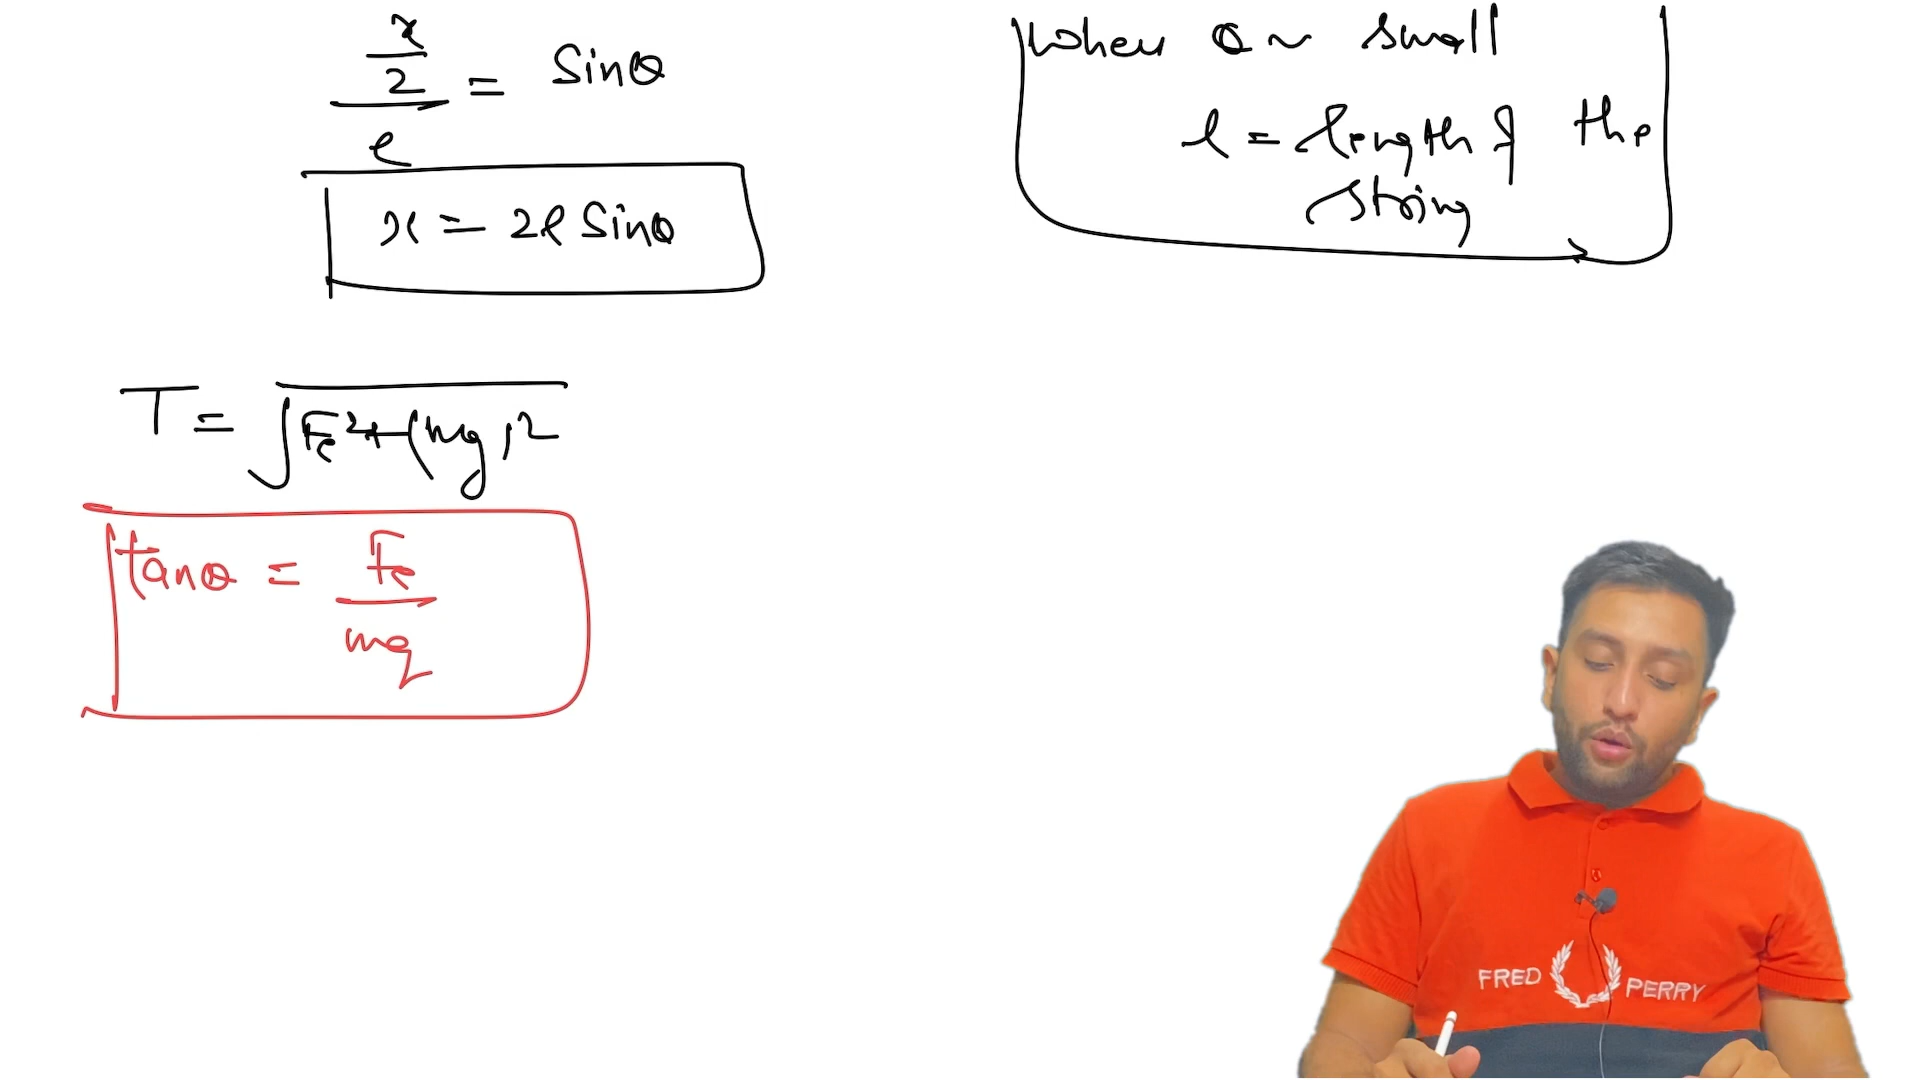 x/2 / l = Sinθ
x = 2l Sinθ
When θ ~ small
l = length of the
string
T = √Fe² + (mg)²
tanθ = Fe / mg
FRED PERRY